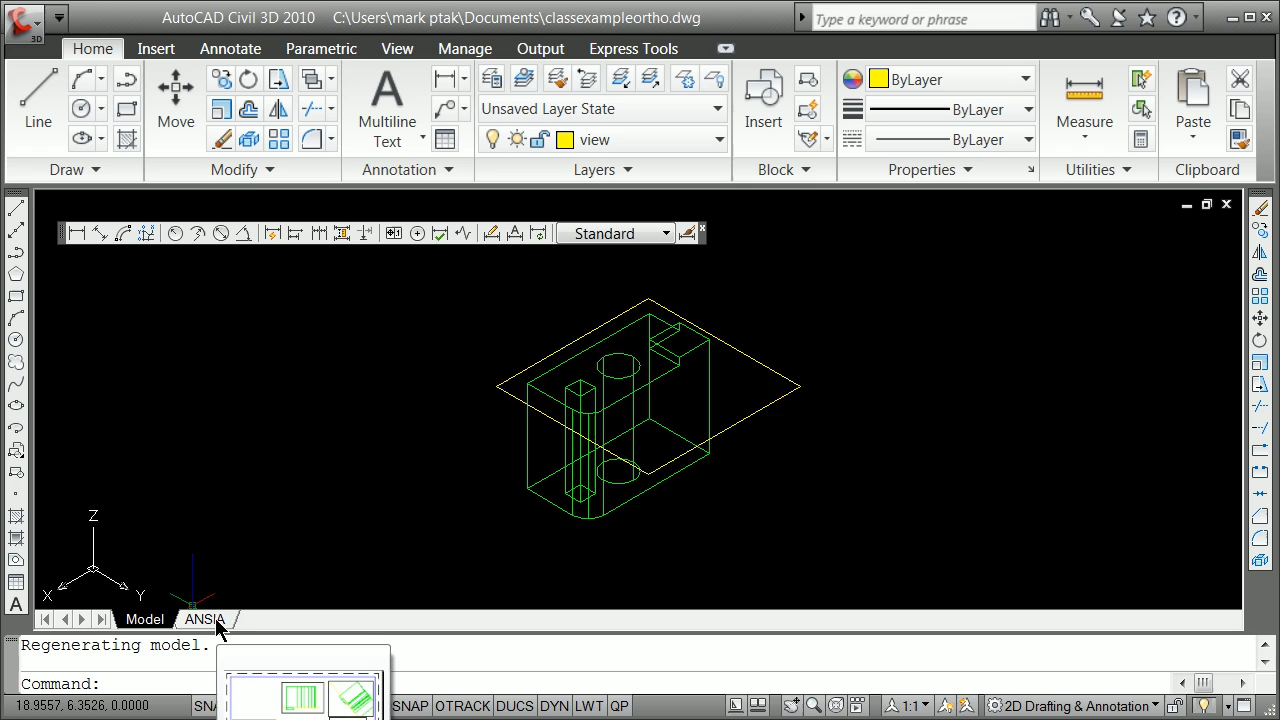 AutoCAD Civil 3D 2010 C:\Users\mark ptak\Documents\classexampleortho.dwg
Type a keyword or phrase
3D
Home Insert Annotate Parametric View Manage Output Express Tools
Line
Move
Multiline
Text
Unsaved Layer State
view
Insert
ByLayer
ByLayer
ByLayer
Measure
Paste
Draw Modify Annotation Layers Block Properties Utilities Clipboard
Standard
Z
X
Y
A
Model ANSIA
Regenerating model.
Command:
18.9557, 6.3526, 0.0000
OTRACK DUCS DYN LWT QP
1:1
2D Drafting & Annotation